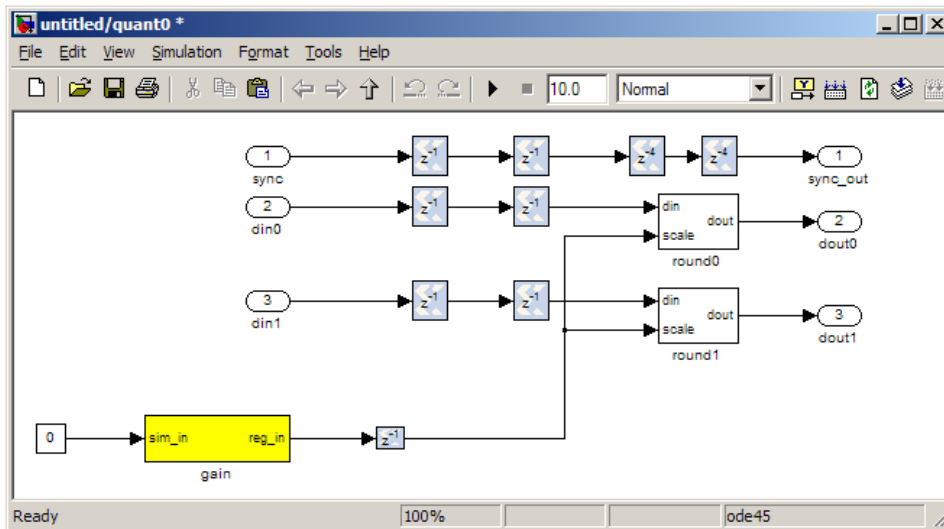 untitled/quant0 *
File Edit View Simulation Format Tools Help
10.0 Normal
1 z-1 z-1 z-4 z-4 1
sync sync_out
2 z-1 z-1 din dout 2
din0 scale dout0
round0
3 z-1 z-1 din dout 3
din1 scale dout1
round1
0 sim_in reg_in z-1
gain
Ready 100% ode45